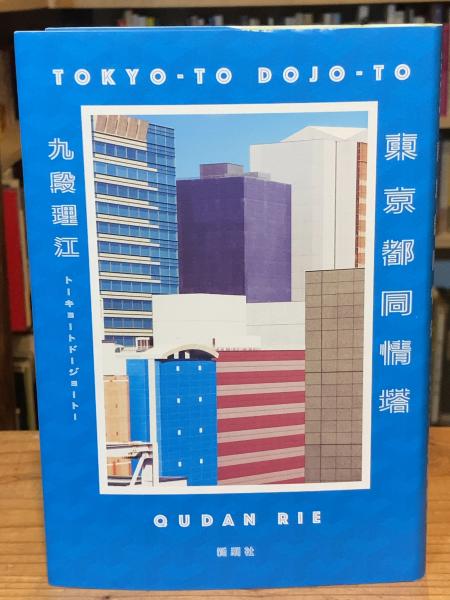 TOKYO-TO DOJO-TO
東京都同情塔
九段理江
トーキョートドージョートー
QUDAN RIE
新潮社